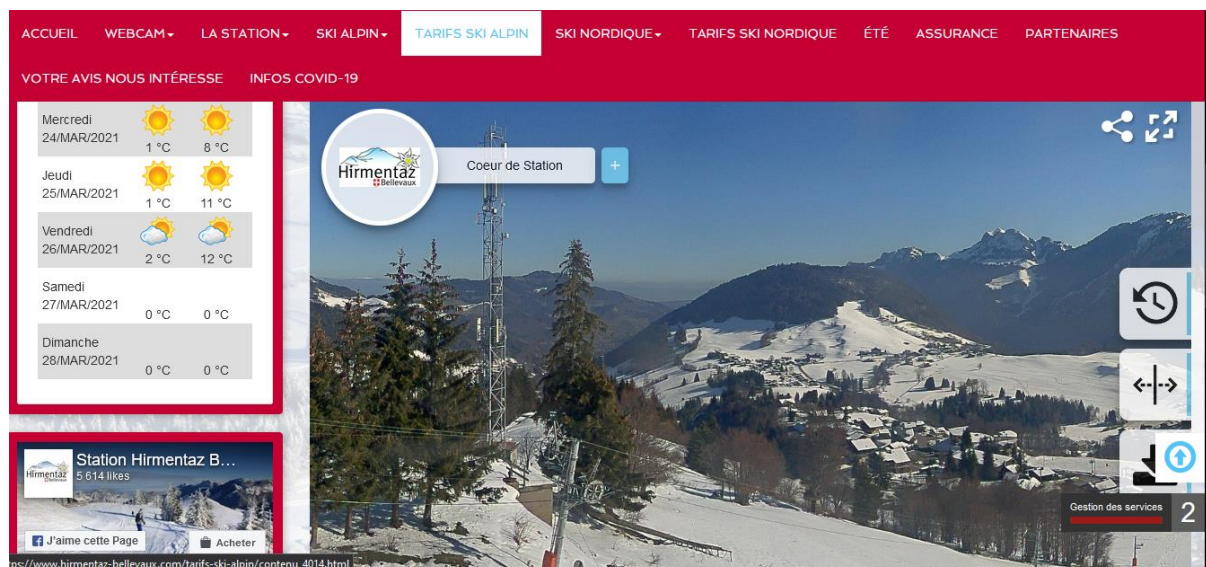 ACCUEIL WEBCAM LA STATION SKI ALPIN TARIFS SKI ALPIN SKI NORDIQUE TARIFS SKI NORDIQUE ÉTÉ ASSURANCE PARTENAIRES
VOTRE AVIS NOUS INTÉRESSE INFOS COVID-19
Mercredi
24/MAR/2021
1 °C 8 °C
Jeudi
25/MAR/2021
1 °C 11 °C
Vendredi
26/MAR/2021
2 °C 12 °C
Samedi
27/MAR/2021
0 °C 0 °C
Dimanche
28/MAR/2021
0 °C 0 °C
Hirmentaz
Bellevaux
Coeur de Station +
Hirmentaz
Bellevaux
Station Hirmentaz B...
5 614 likes
J'aime cette Page Acheter
Gestion des services 2
ps://www.hirmentaz-bellevaux.com/tarifs-ski-alpin/contenu_4014.html